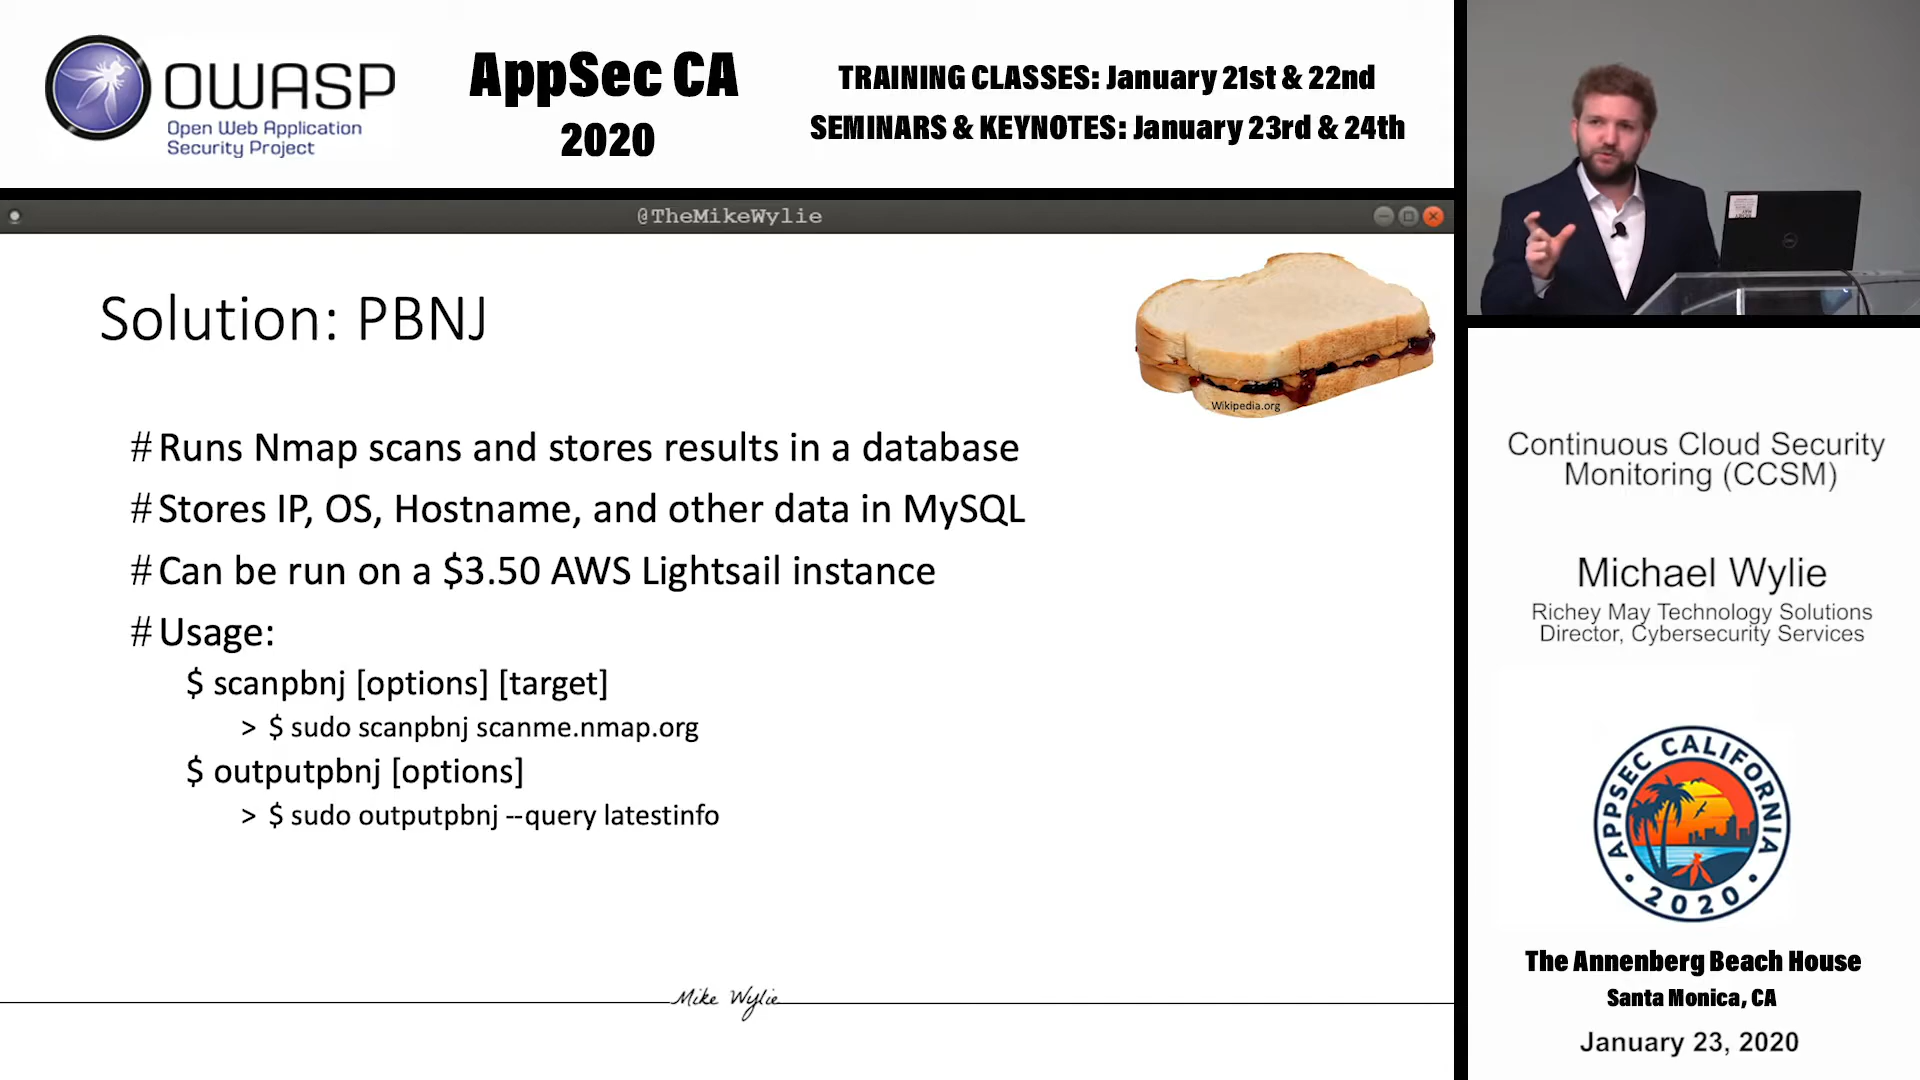 OWASP
Open Web Application
Security Project
AppSec CA
2020
TRAINING CLASSES: January 21st & 22nd
SEMINARS & KEYNOTES: January 23rd & 24th
@TheMikeWylie
Solution: PBNJ
Wikipedia.org
# Runs Nmap scans and stores results in a database
# Stores IP, OS, Hostname, and other data in MySQL
# Can be run on a $3.50 AWS Lightsail instance
# Usage:
$ scanpbnj [options] [target]
> $ sudo scanpbnj scanme.nmap.org
$ outputpbnj [options]
> $ sudo outputpbnj --query latestinfo
Mike Wylie
Continuous Cloud Security
Monitoring (CCSM)
Michael Wylie
Richey May Technology Solutions
Director, Cybersecurity Services
APPSEC CALIFORNIA
• 2020 •
The Annenberg Beach House
Santa Monica, CA
January 23, 2020